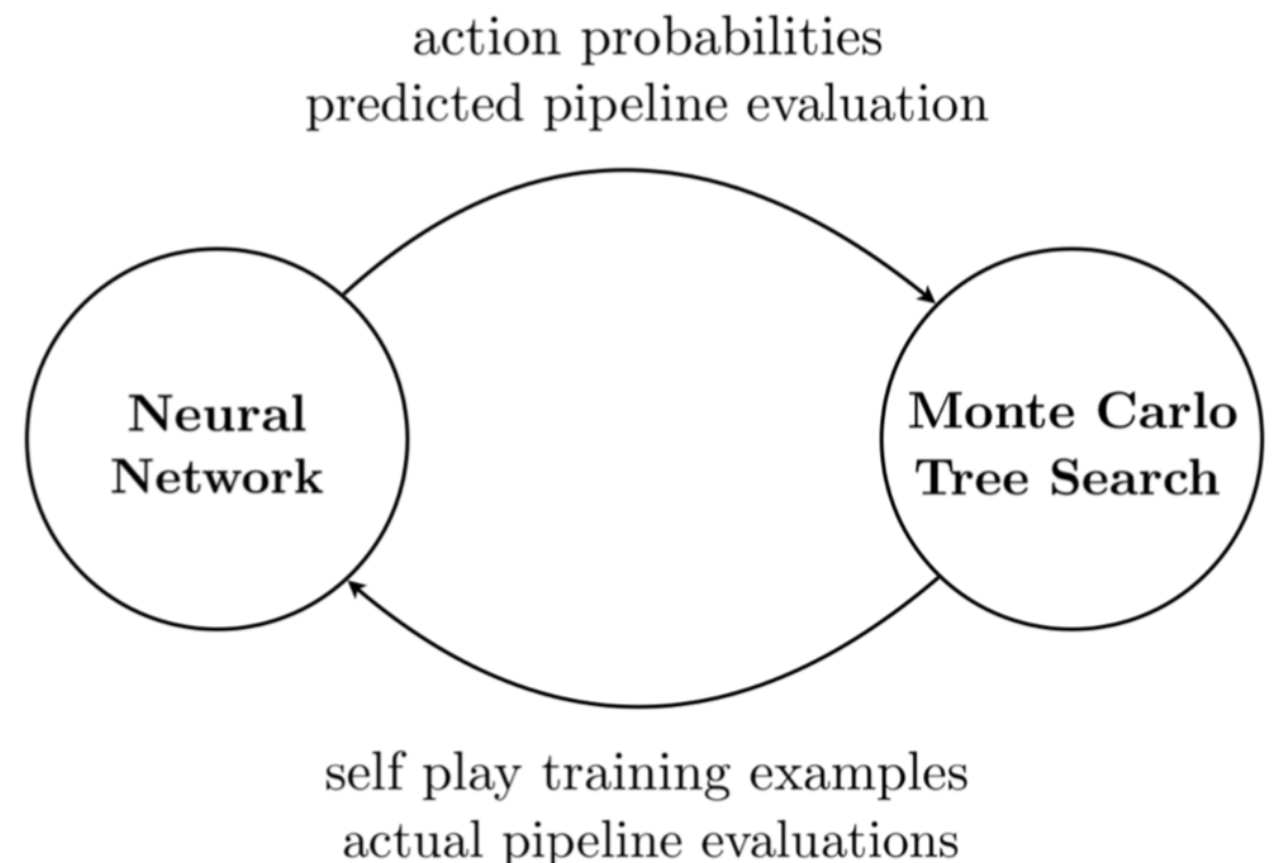 action probabilities
predicted pipeline evaluation
Neural
Network
Monte Carlo
Tree Search
self play training examples
actual pipeline evaluations